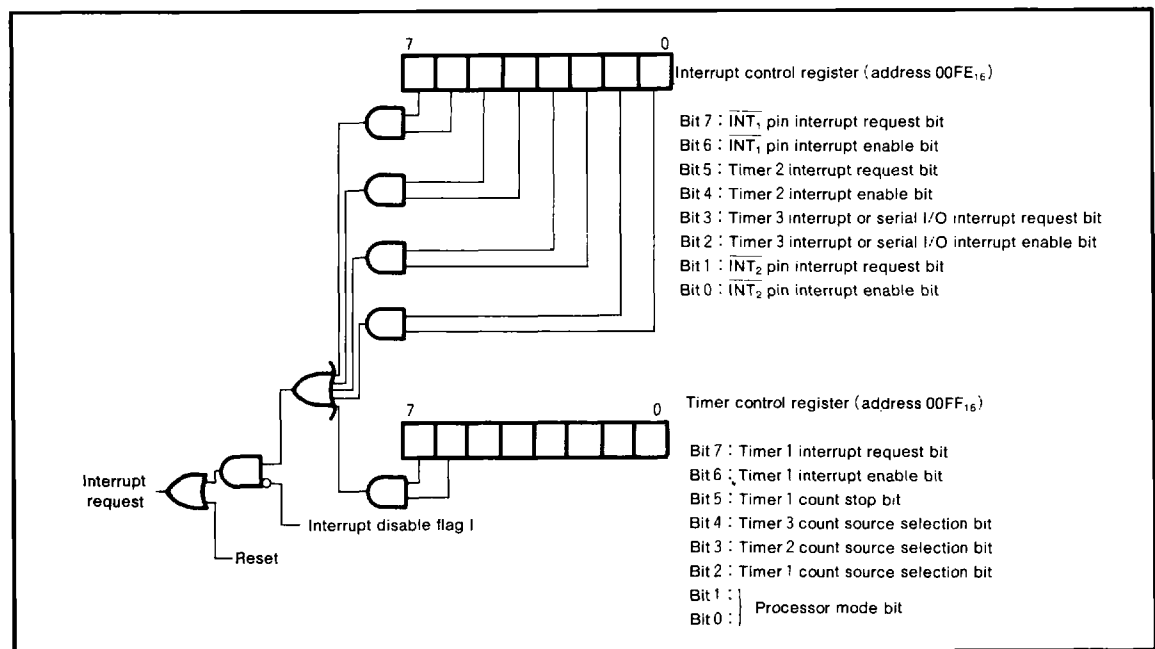 7 0
Interrupt control register (address 00FE₁₆)
Bit 7 : I̅N̅T̅₁̅ pin interrupt request bit
Bit 6 : I̅N̅T̅₁̅ pin interrupt enable bit
Bit 5 : Timer 2 interrupt request bit
Bit 4 : Timer 2 interrupt enable bit
Bit 3 : Timer 3 interrupt or serial I/O interrupt request bit
Bit 2 : Timer 3 interrupt or serial I/O interrupt enable bit
Bit 1 : I̅N̅T̅₂̅ pin interrupt request bit
Bit 0 : I̅N̅T̅₂̅ pin interrupt enable bit
Timer control register (address 00FF₁₆)
7 0
Bit 7 : Timer 1 interrupt request bit
Bit 6 : Timer 1 interrupt enable bit
Bit 5 : Timer 1 count stop bit
Bit 4 : Timer 3 count source selection bit
Bit 3 : Timer 2 count source selection bit
Bit 2 : Timer 1 count source selection bit
Bit 1 :
Bit 0 :
Processor mode bit
Interrupt
request
Interrupt disable flag I
Reset